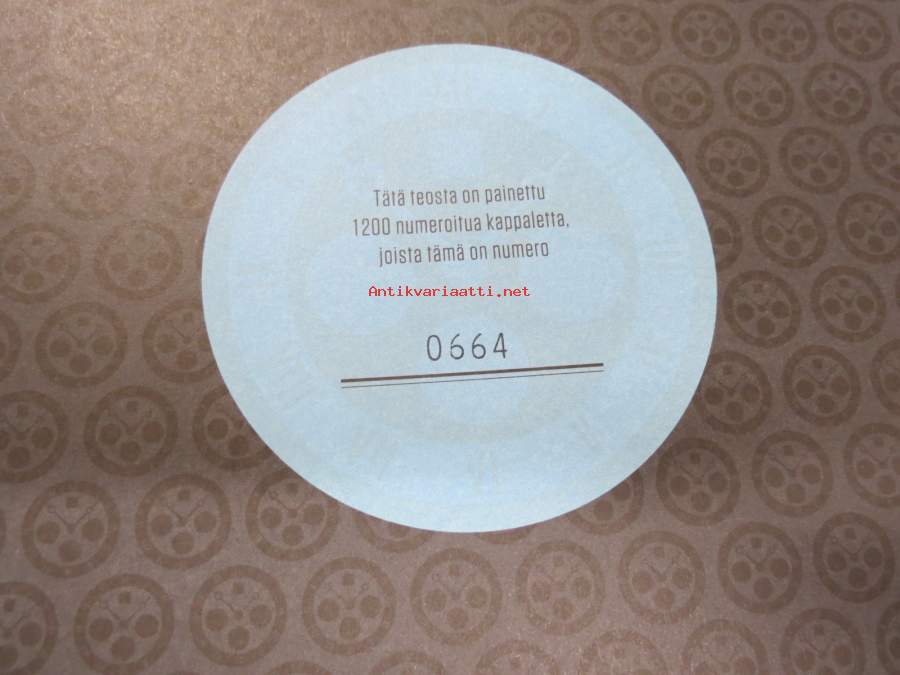 Tätä teosta on painettu
1200 numeroitua kappaletta,
joista tämä on numero
Antikvariaatti.net
0664